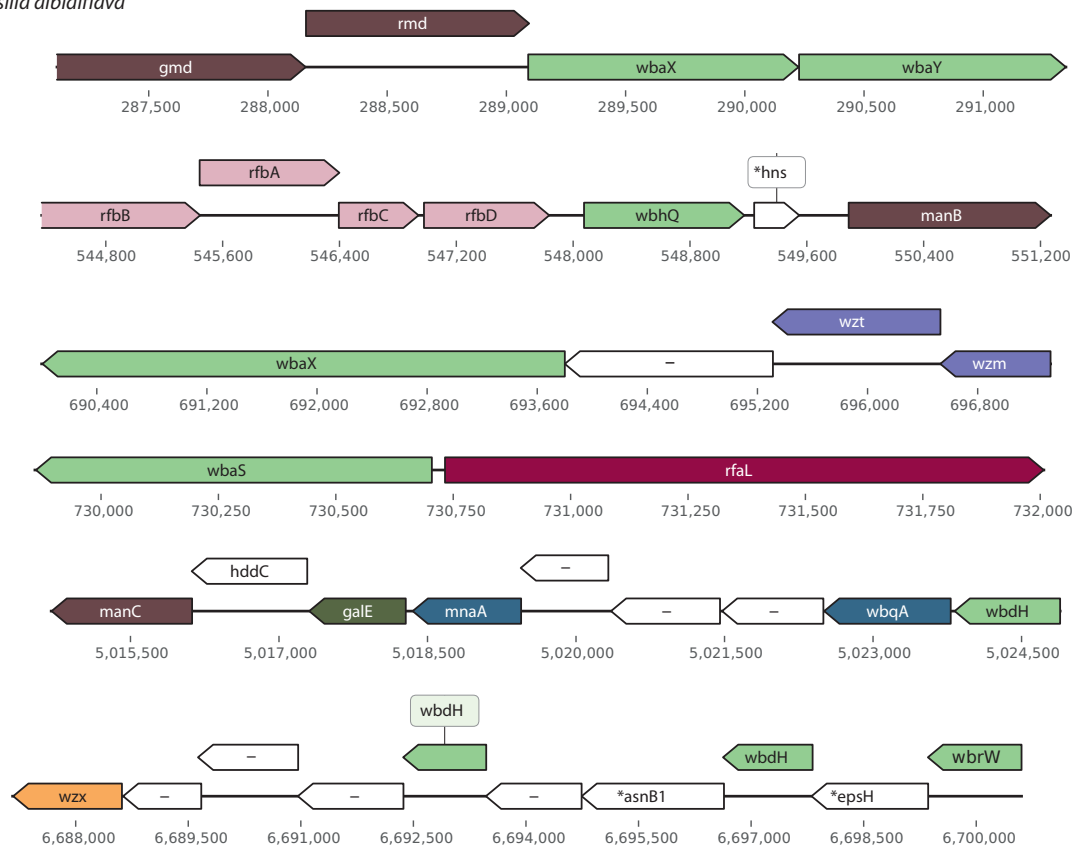 rmd
gmd wbaX wbaY
287,500 288,000 288,500 289,000 289,500 290,000 290,500 291,000
rfbA *hns
rfbB rfbC rfbD wbhQ manB
544,800 545,600 546,400 547,200 548,000 548,800 549,600 550,400 551,200
wzt
wbaX – wzm
690,400 691,200 692,000 692,800 693,600 694,400 695,200 696,000 696,800
wbaS rfaL
730,000 730,250 730,500 730,750 731,000 731,250 731,500 731,750 732,000
hddC –
manC galE mnaA – – wbqA wbdH
5,015,500 5,017,000 5,018,500 5,020,000 5,021,500 5,023,000 5,024,500
wbdH
– wbdH wbrW
wzx – – – *asnB1 *epsH
6,688,000 6,689,500 6,691,000 6,692,500 6,694,000 6,695,500 6,697,000 6,698,500 6,700,000